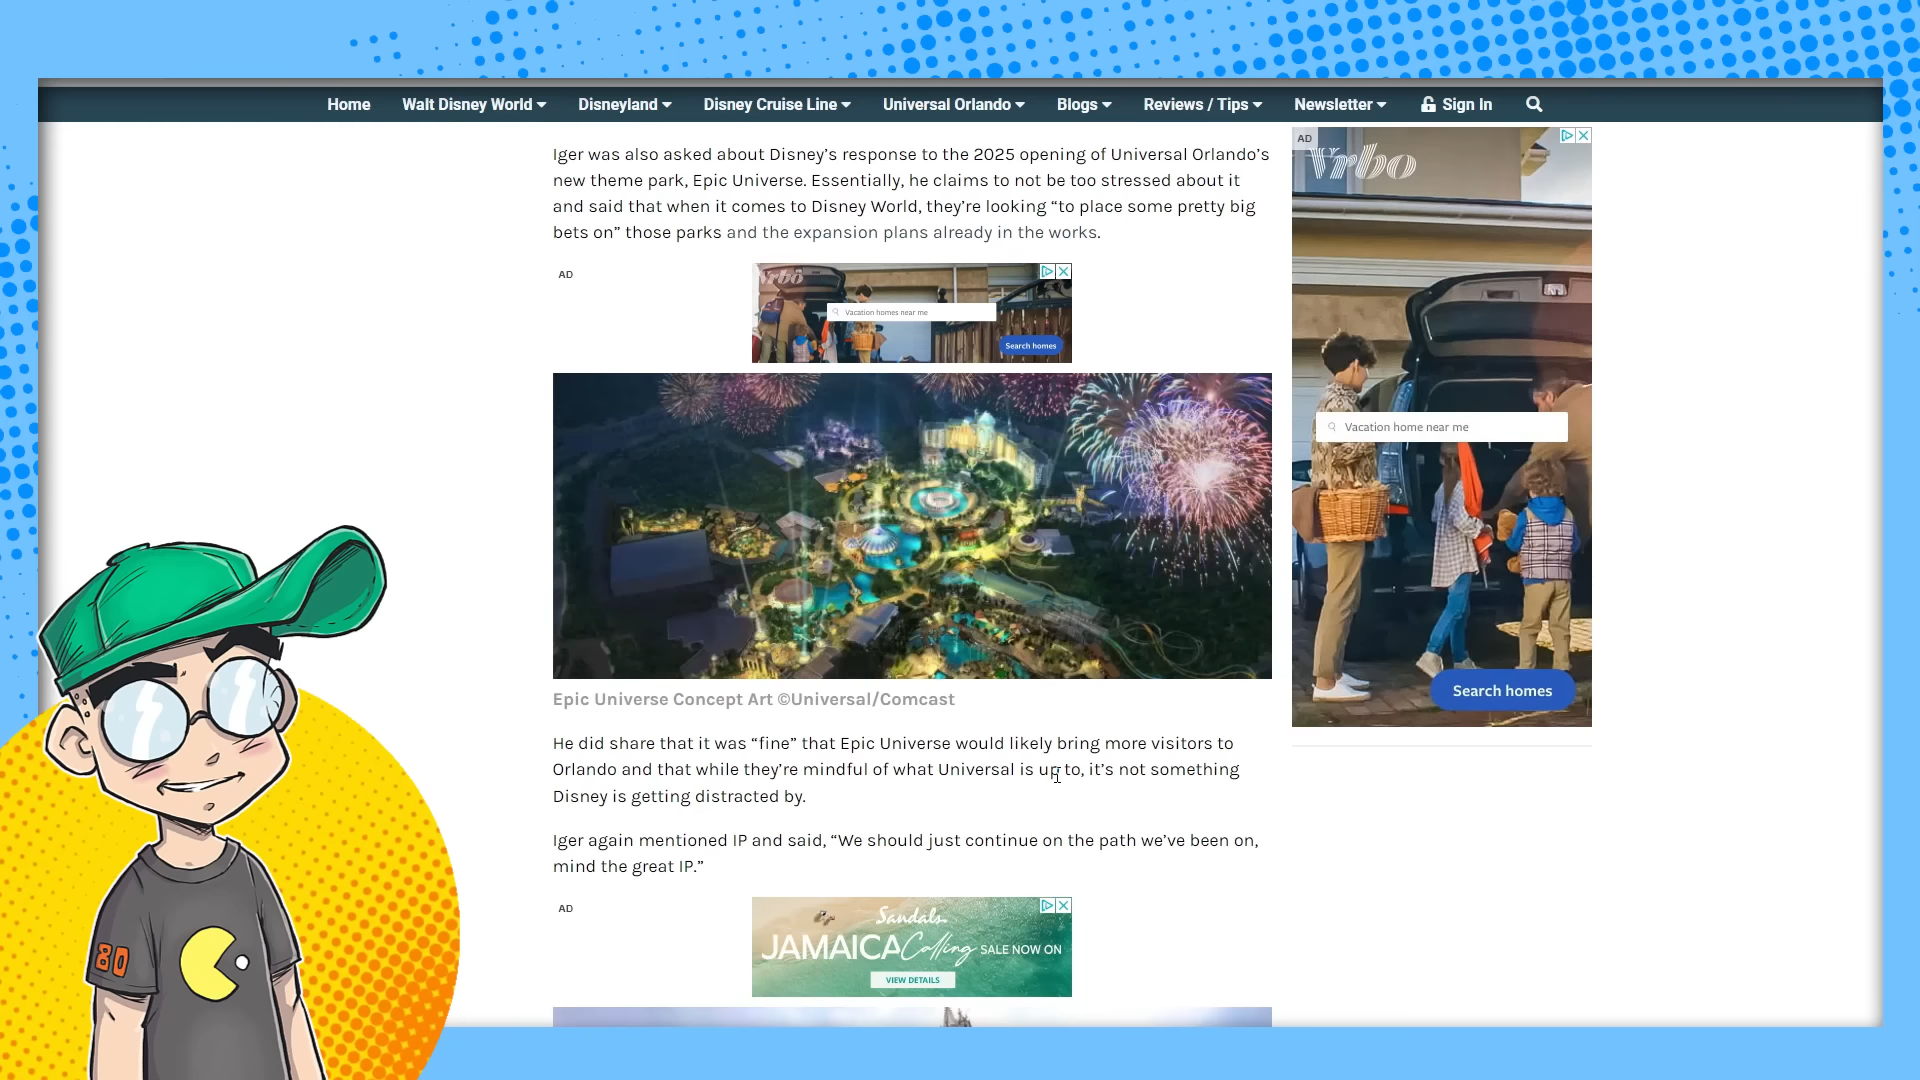 Home Walt Disney World Disneyland Disney Cruise Line Universal Orlando Blogs Reviews / Tips Newsletter Sign In
Iger was also asked about Disney’s response to the 2025 opening of Universal Orlando’s
new theme park, Epic Universe. Essentially, he claims to not be too stressed about it
and said that when it comes to Disney World, they’re looking “to place some pretty big
bets on” those parks and the expansion plans already in the works.
AD
Vrbo
Vacation homes near me
Search homes
Epic Universe Concept Art ©Universal/Comcast
He did share that it was “fine” that Epic Universe would likely bring more visitors to
Orlando and that while they’re mindful of what Universal is up to, it’s not something
Disney is getting distracted by.
Iger again mentioned IP and said, “We should just continue on the path we’ve been on,
mind the great IP.”
AD
Sandals
JAMAICA Calling SALE NOW ON
VIEW DETAILS
AD
Vrbo
Vacation home near me
Search homes
80